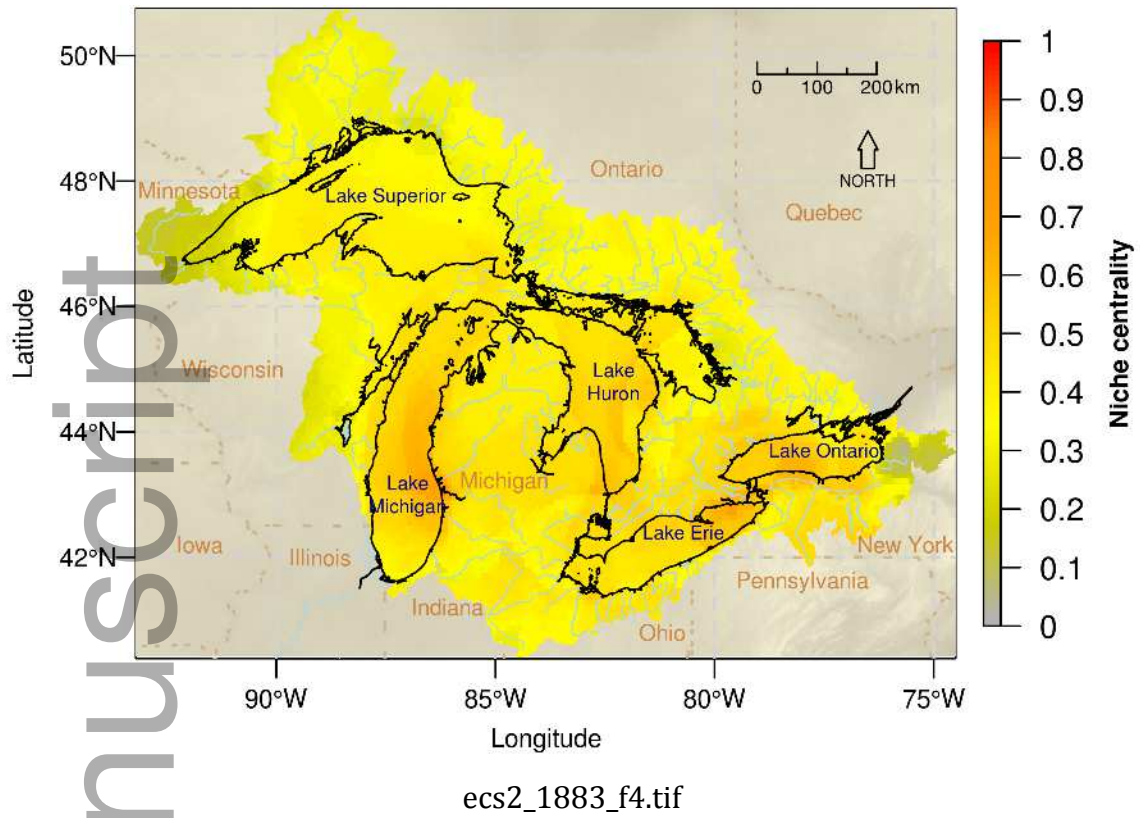 50°N
48°N
46°N
44°N
42°N
Latitude
90°W
85°W
80°W
75°W
Longitude
0 100 200 km
NORTH
Minnesota
Ontario
Quebec
Lake Superior
Wisconsin
Lake
Huron
Lake Ontario
Michigan
Lake
Michigan
Lake Erie
New York
Iowa
Illinois
Pennsylvania
Indiana
Ohio
1
0.9
0.8
0.7
0.6
0.5
0.4
0.3
0.2
0.1
0
Niche centrality
nuscript
ecs2_1883_f4.tif